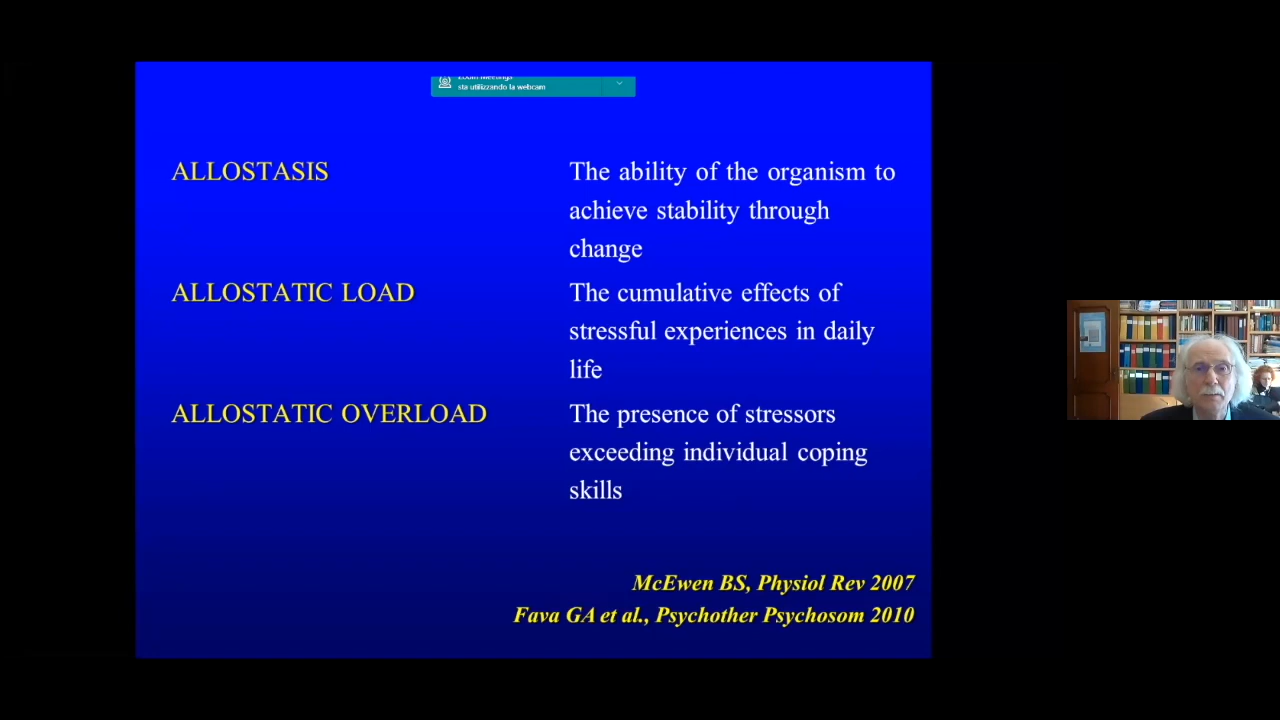 Zoom Meetings
sta utilizzando la webcam
ALLOSTASIS
The ability of the organism to
achieve stability through
change
ALLOSTATIC LOAD
The cumulative effects of
stressful experiences in daily
life
ALLOSTATIC OVERLOAD
The presence of stressors
exceeding individual coping
skills
McEwen BS, Physiol Rev 2007
Fava GA et al., Psychother Psychosom 2010